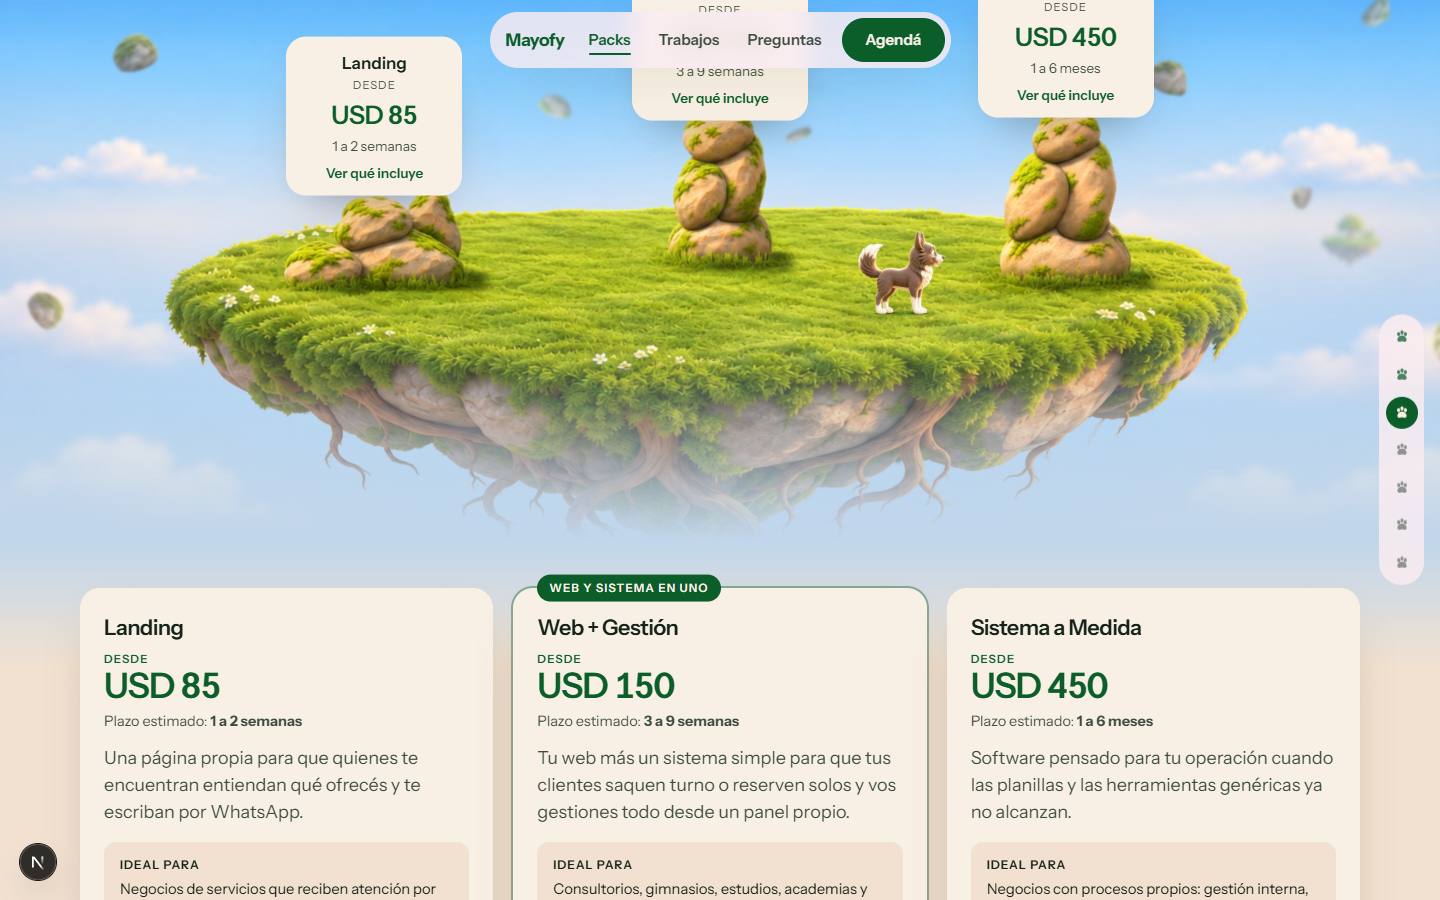 Mayofy
Packs
Trabajos
Preguntas
Agendá
Landing
DESDE
USD 85
1 a 2 semanas
Ver qué incluye
DESDE
3 a 9 semanas
Ver qué incluye
DESDE
USD 450
1 a 6 meses
Ver qué incluye
WEB Y SISTEMA EN UNO
Landing
DESDE
USD 85
Plazo estimado: 1 a 2 semanas
Una página propia para que quienes te
encuentran entiendan qué ofrecés y te
escriban por WhatsApp.
IDEAL PARA
Negocios de servicios que reciben atención por
Web + Gestión
DESDE
USD 150
Plazo estimado: 3 a 9 semanas
Tu web más un sistema simple para que tus
clientes saquen turno o reserven solos y vos
gestiones todo desde un panel propio.
IDEAL PARA
Consultorios, gimnasios, estudios, academias y
Sistema a Medida
DESDE
USD 450
Plazo estimado: 1 a 6 meses
Software pensado para tu operación cuando
las planillas y las herramientas genéricas ya
no alcanzan.
IDEAL PARA
Negocios con procesos propios: gestión interna,
N